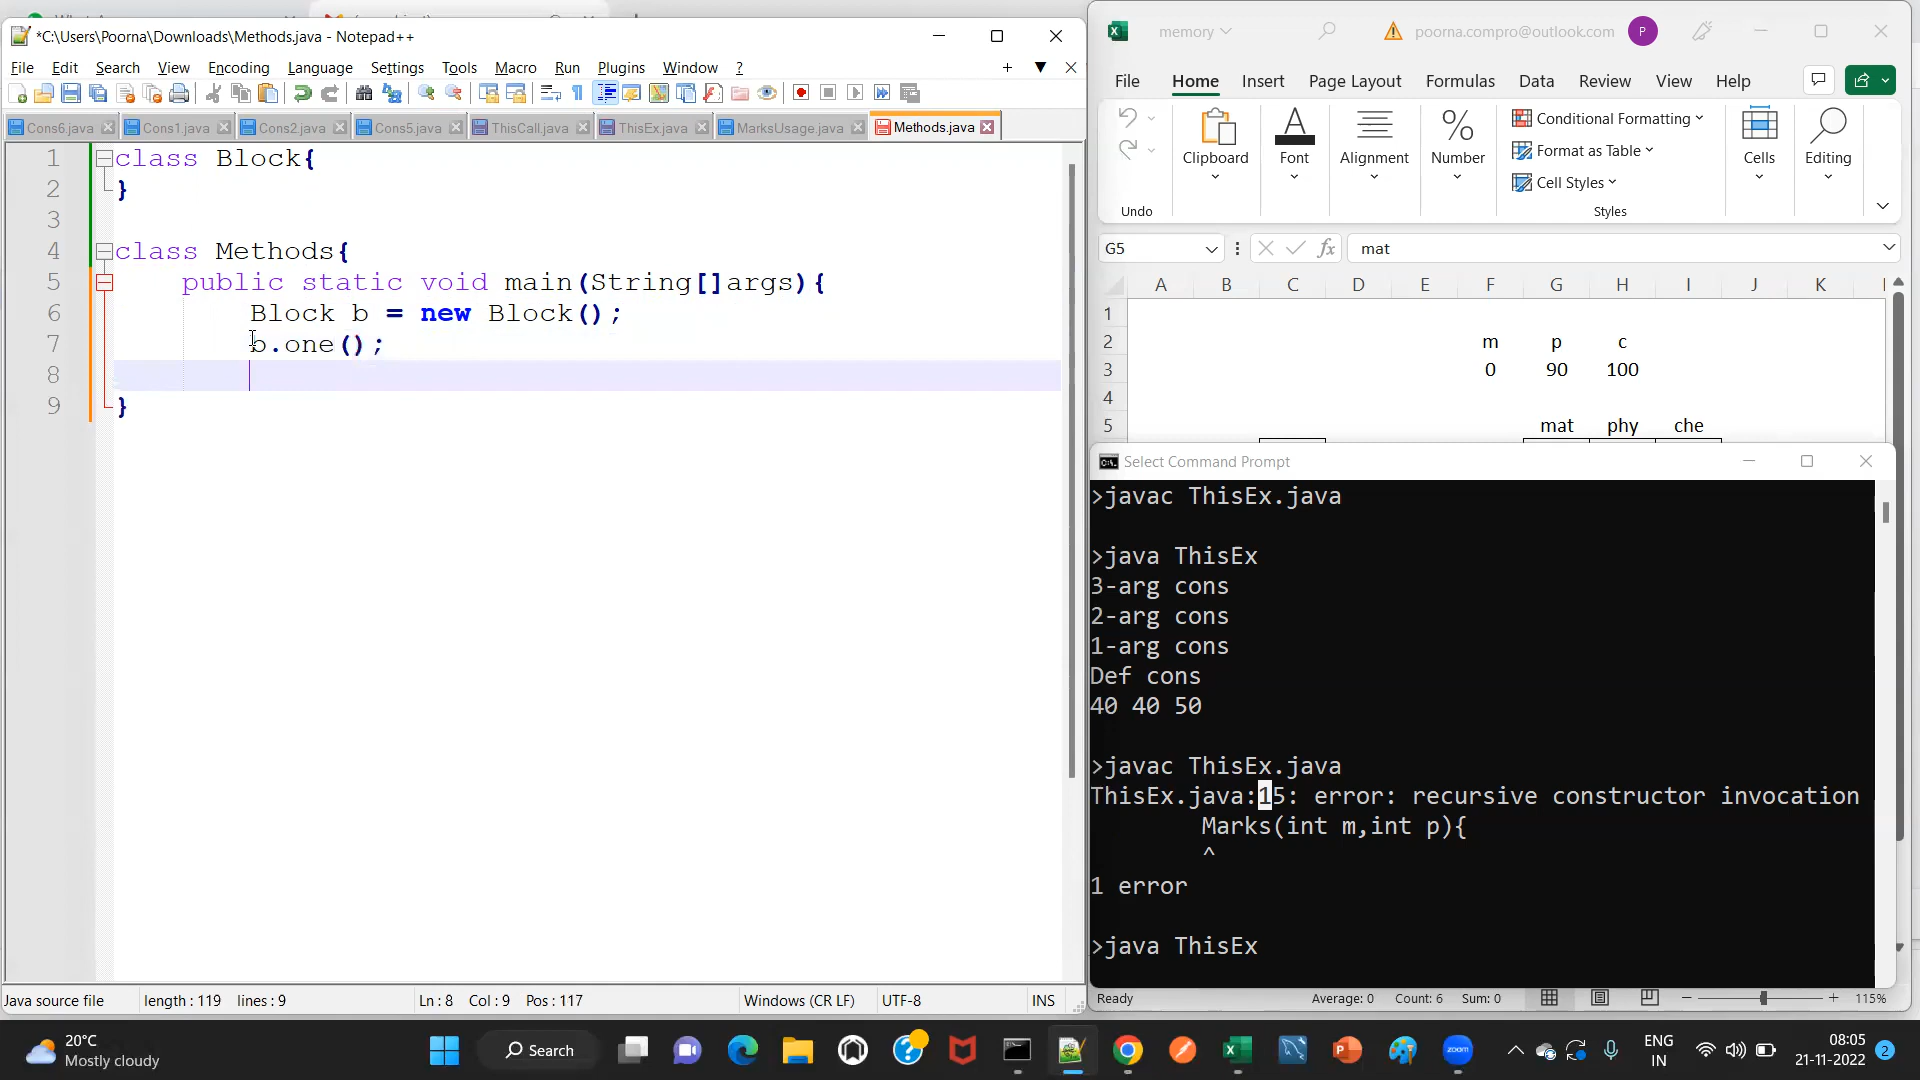 *C:\Users\Poorna\Downloads\Methods.java - Notepad++
File Edit Search View Encoding Language Settings Tools Macro Run Plugins Window ?
Cons6.java Cons1.java Cons2.java Cons5.java ThisCall.java ThisEx.java MarksUsage.java Methods.java
1 class Block{
2 }
3
4 class Methods{
5 public static void main(String[]args){
6 Block b = new Block();
7 b.one();
8
9 }
Java source file length : 119 lines : 9 Ln : 8 Col : 9 Pos : 117 Windows (CR LF) UTF-8 INS
memory poorna.compro@outlook.com P
File Home Insert Page Layout Formulas Data Review View Help
Clipboard Font Alignment Number Conditional Formatting Format as Table Cell Styles Cells Editing
Undo Styles
G5 fx mat
A B C D E F G H I J K
1
2 m p c
3 0 90 100
4
5 mat phy che
Select Command Prompt
>javac ThisEx.java
>java ThisEx
3-arg cons
2-arg cons
1-arg cons
Def cons
40 40 50
>javac ThisEx.java
ThisEx.java:15: error: recursive constructor invocation
Marks(int m,int p){
^
1 error
>java ThisEx
Ready Average: 0 Count: 6 Sum: 0 115%
20°C
Mostly cloudy
Search
zoom
ENG
IN
08:05
21-11-2022
2